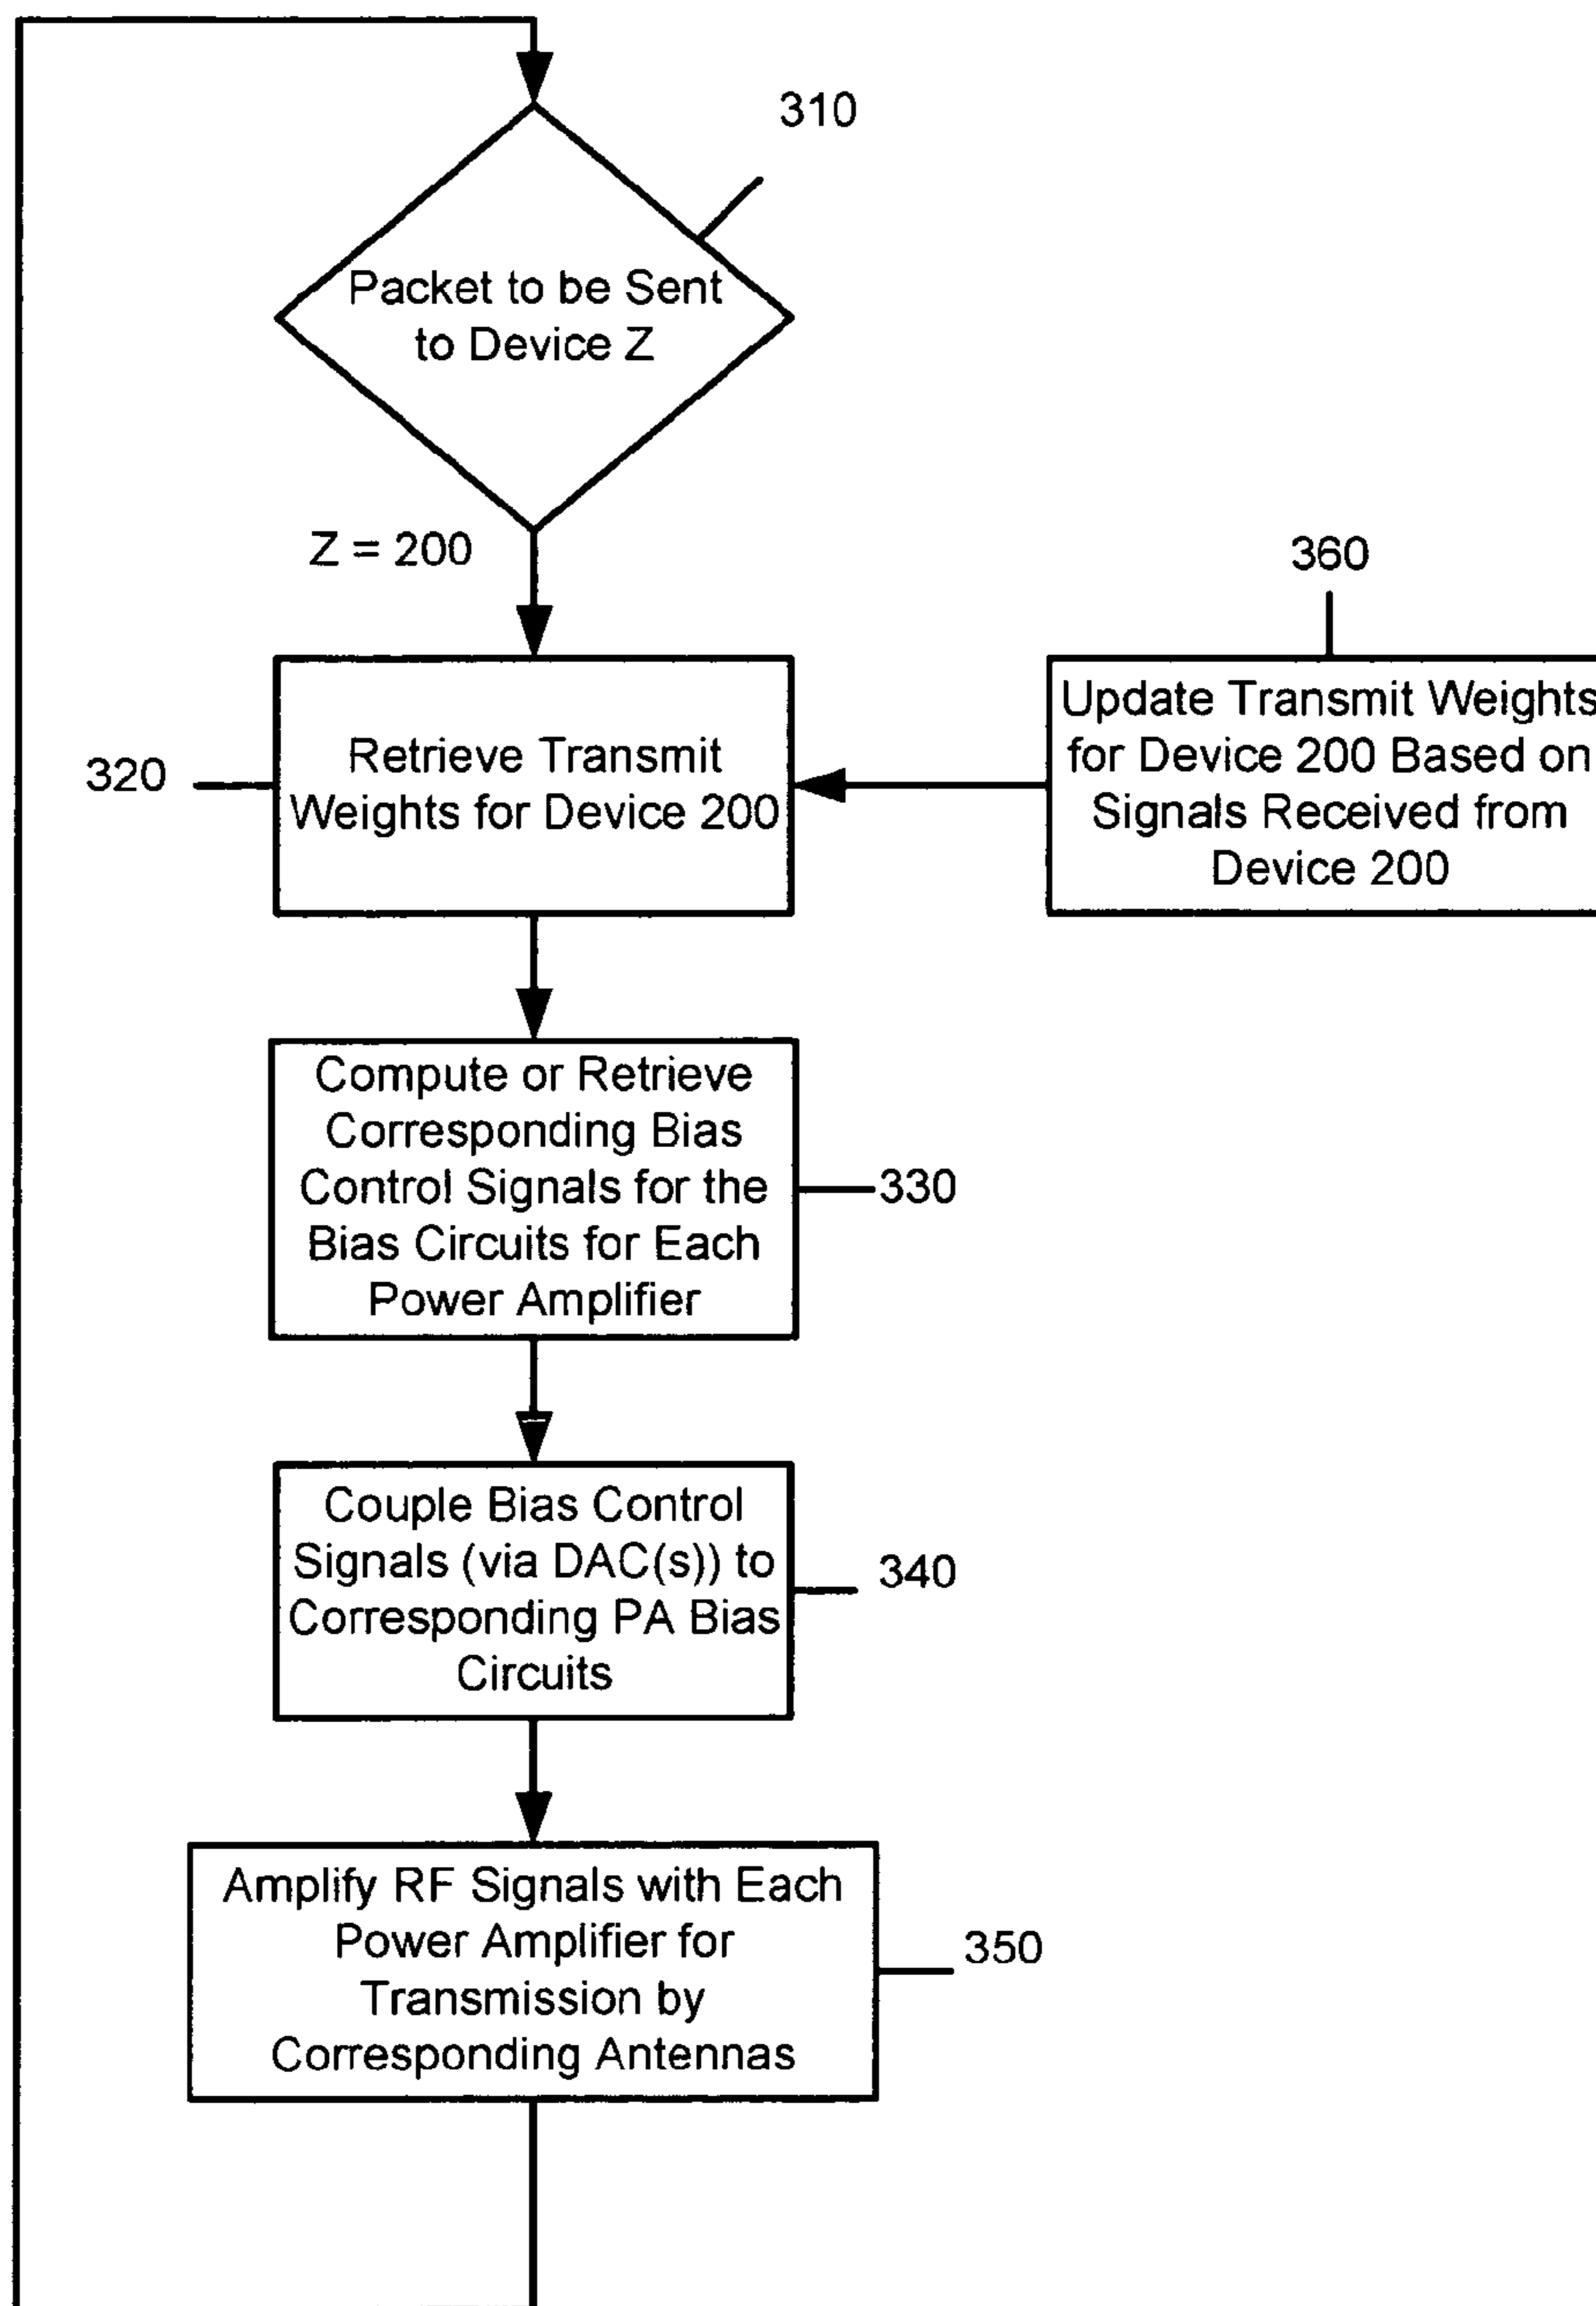 310
Packet to be Sent
to Device Z
Z = 200
360
320
Retrieve Transmit
Weights for Device 200
Update Transmit Weights
for Device 200 Based on
Signals Received from
Device 200
Compute or Retrieve
Corresponding Bias
Control Signals for the
Bias Circuits for Each
Power Amplifier
330
Couple Bias Control
Signals (via DAC(s)) to
Corresponding PA Bias
Circuits
340
Amplify RF Signals with Each
Power Amplifier for
Transmission by
Corresponding Antennas
350